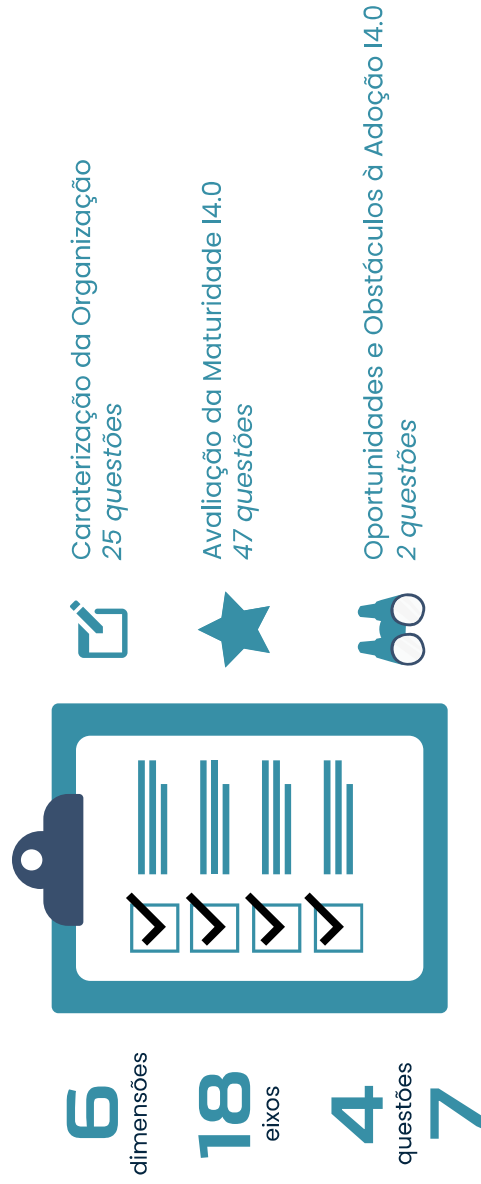 6
dimensões
18
eixos
4
questões
7
Caraterização da Organização
25 questões
Avaliação da Maturidade I4.0
47 questões
Oportunidades e Obstáculos à Adoção I4.0
2 questões